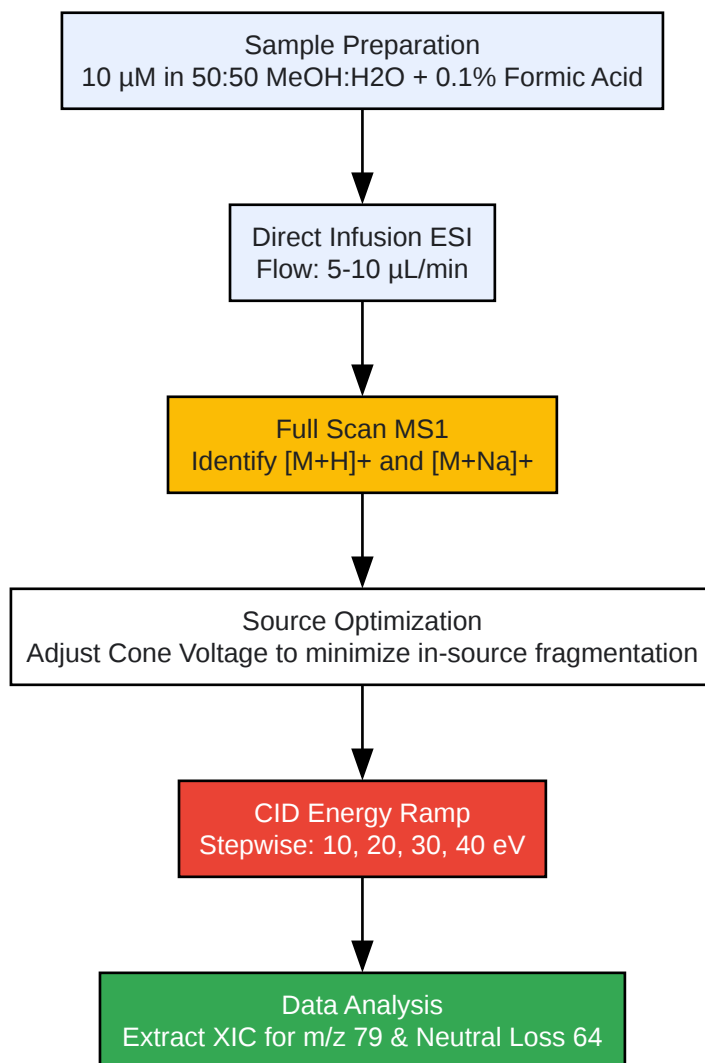 Sample Preparation
10 µM in 50:50 MeOH:H2O + 0.1% Formic Acid
Direct Infusion ESI
Flow: 5-10 µL/min
Full Scan MS1
Identify [M+H]+ and [M+Na]+
Source Optimization
Adjust Cone Voltage to minimize in-source fragmentation
CID Energy Ramp
Stepwise: 10, 20, 30, 40 eV
Data Analysis
Extract XIC for m/z 79 & Neutral Loss 64